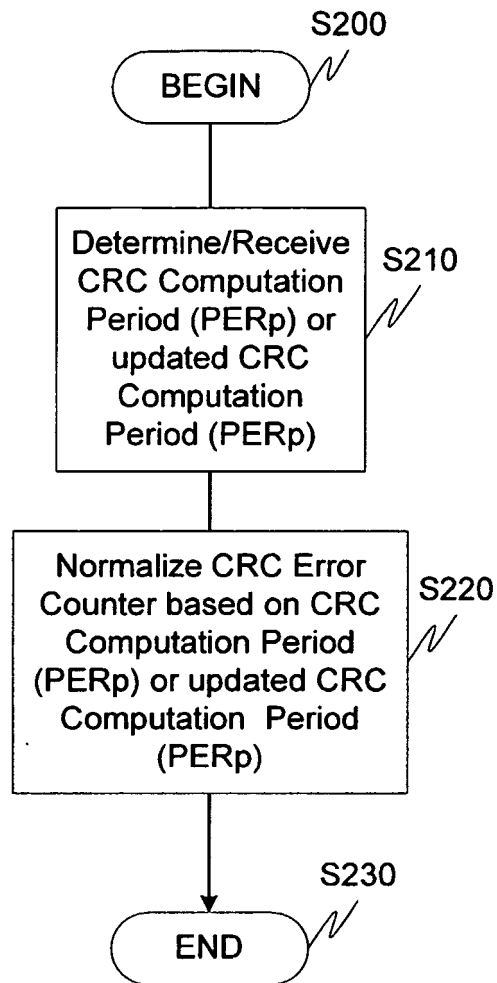 S200
BEGIN
Determine/Receive
CRC Computation
Period (PERp) or
updated CRC
Computation
Period (PERp)
S210
Normalize CRC Error
Counter based on CRC
Computation Period
(PERp) or updated CRC
Computation Period
(PERp)
S220
S230
END